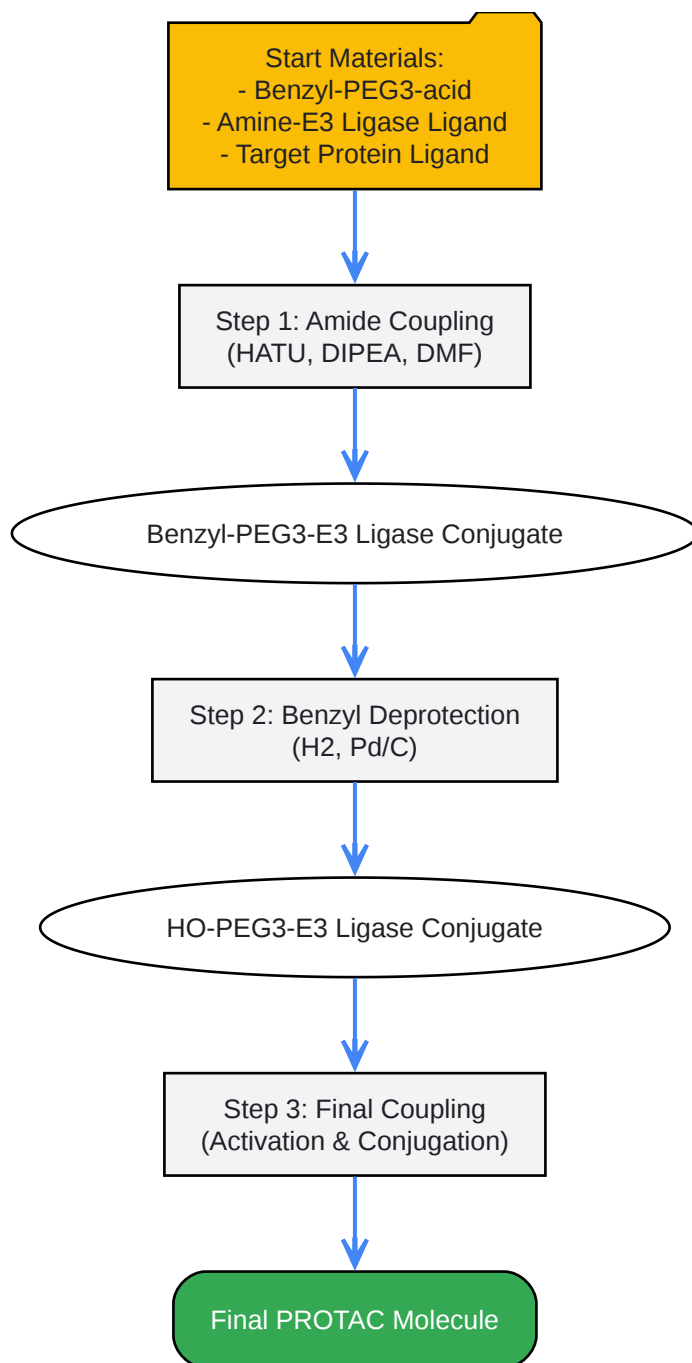 Start Materials:
- Benzyl-PEG3-acid
- Amine-E3 Ligase Ligand
- Target Protein Ligand
Step 1: Amide Coupling
(HATU, DIPEA, DMF)
Benzyl-PEG3-E3 Ligase Conjugate
Step 2: Benzyl Deprotection
(H2, Pd/C)
HO-PEG3-E3 Ligase Conjugate
Step 3: Final Coupling
(Activation & Conjugation)
Final PROTAC Molecule